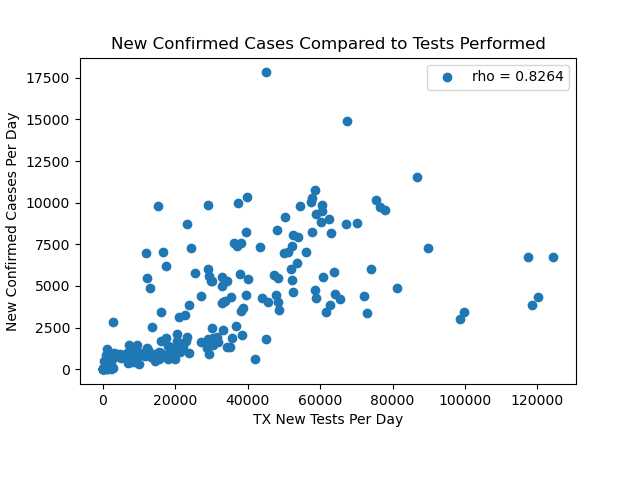 New Confirmed Cases Compared to Tests Performed
rho = 0.8264
17500
15000
12500
10000
7500
5000
2500
0
New Confirmed Caeses Per Day
0 20000 40000 60000 80000 100000 120000
TX New Tests Per Day